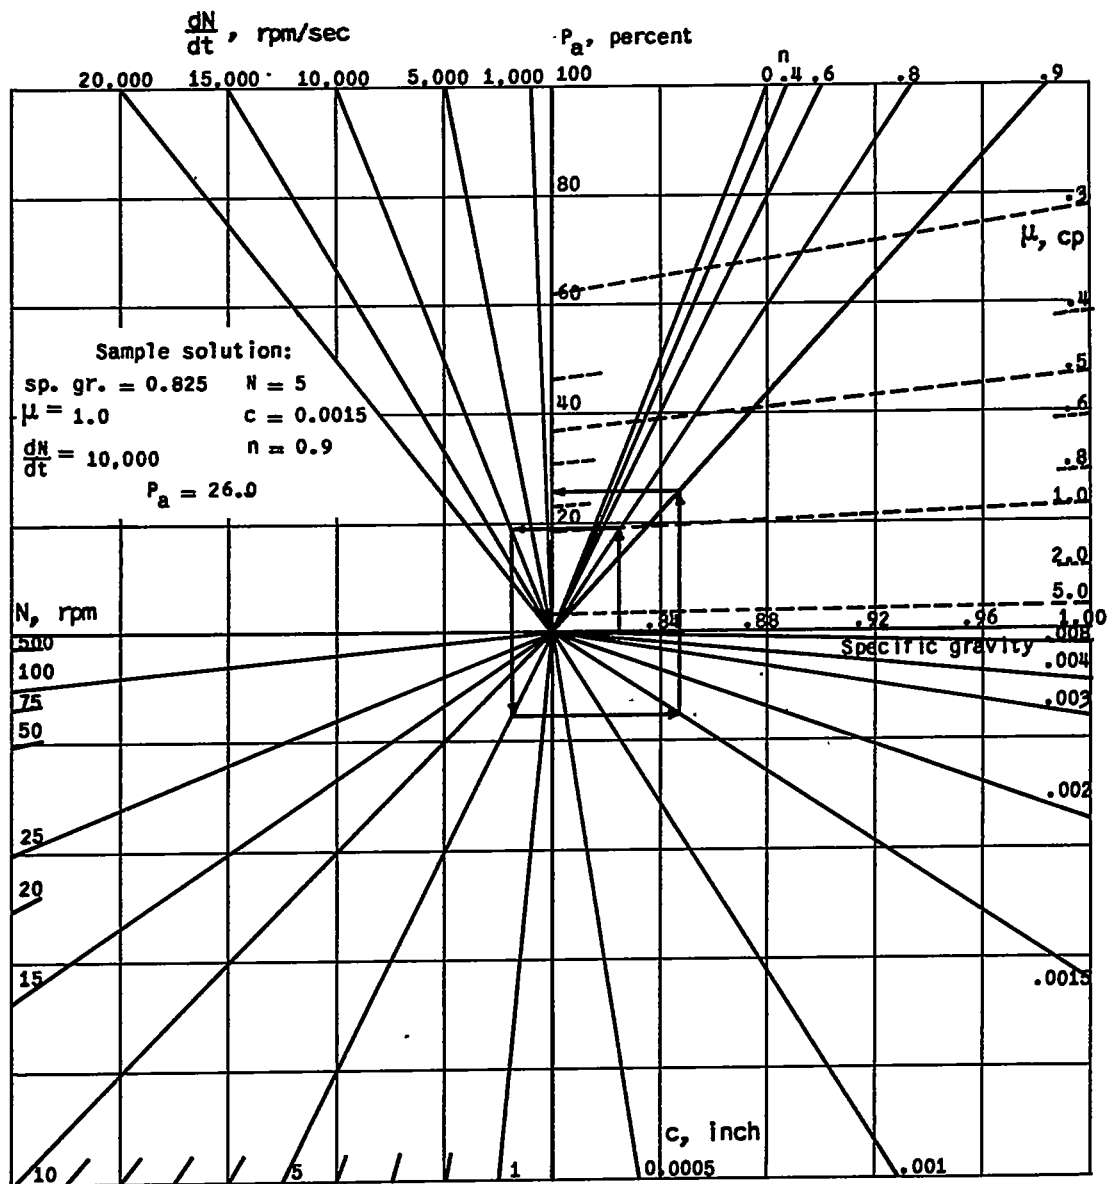 dN/dt, rpm/sec
P_a, percent
n
20,000 15,000 10,000 5,000 1,000 100 0 .4 .6 .8 .9
80
.3
μ, cp
60
.4
Sample solution:
sp. gr. = 0.825 N = 5
μ = 1.0 c = 0.0015
dN/dt = 10,000 n = 0.9
P_a = 26.0
.5
40
.6
.8
1.0
20
2.0
5.0
N, rpm
.84 .88 .92 .96 1.00
Specific gravity
500
.008
100
.004
75
.003
50
.002
25
20
15
.0015
c, inch
10 5 1 0.0005 .001